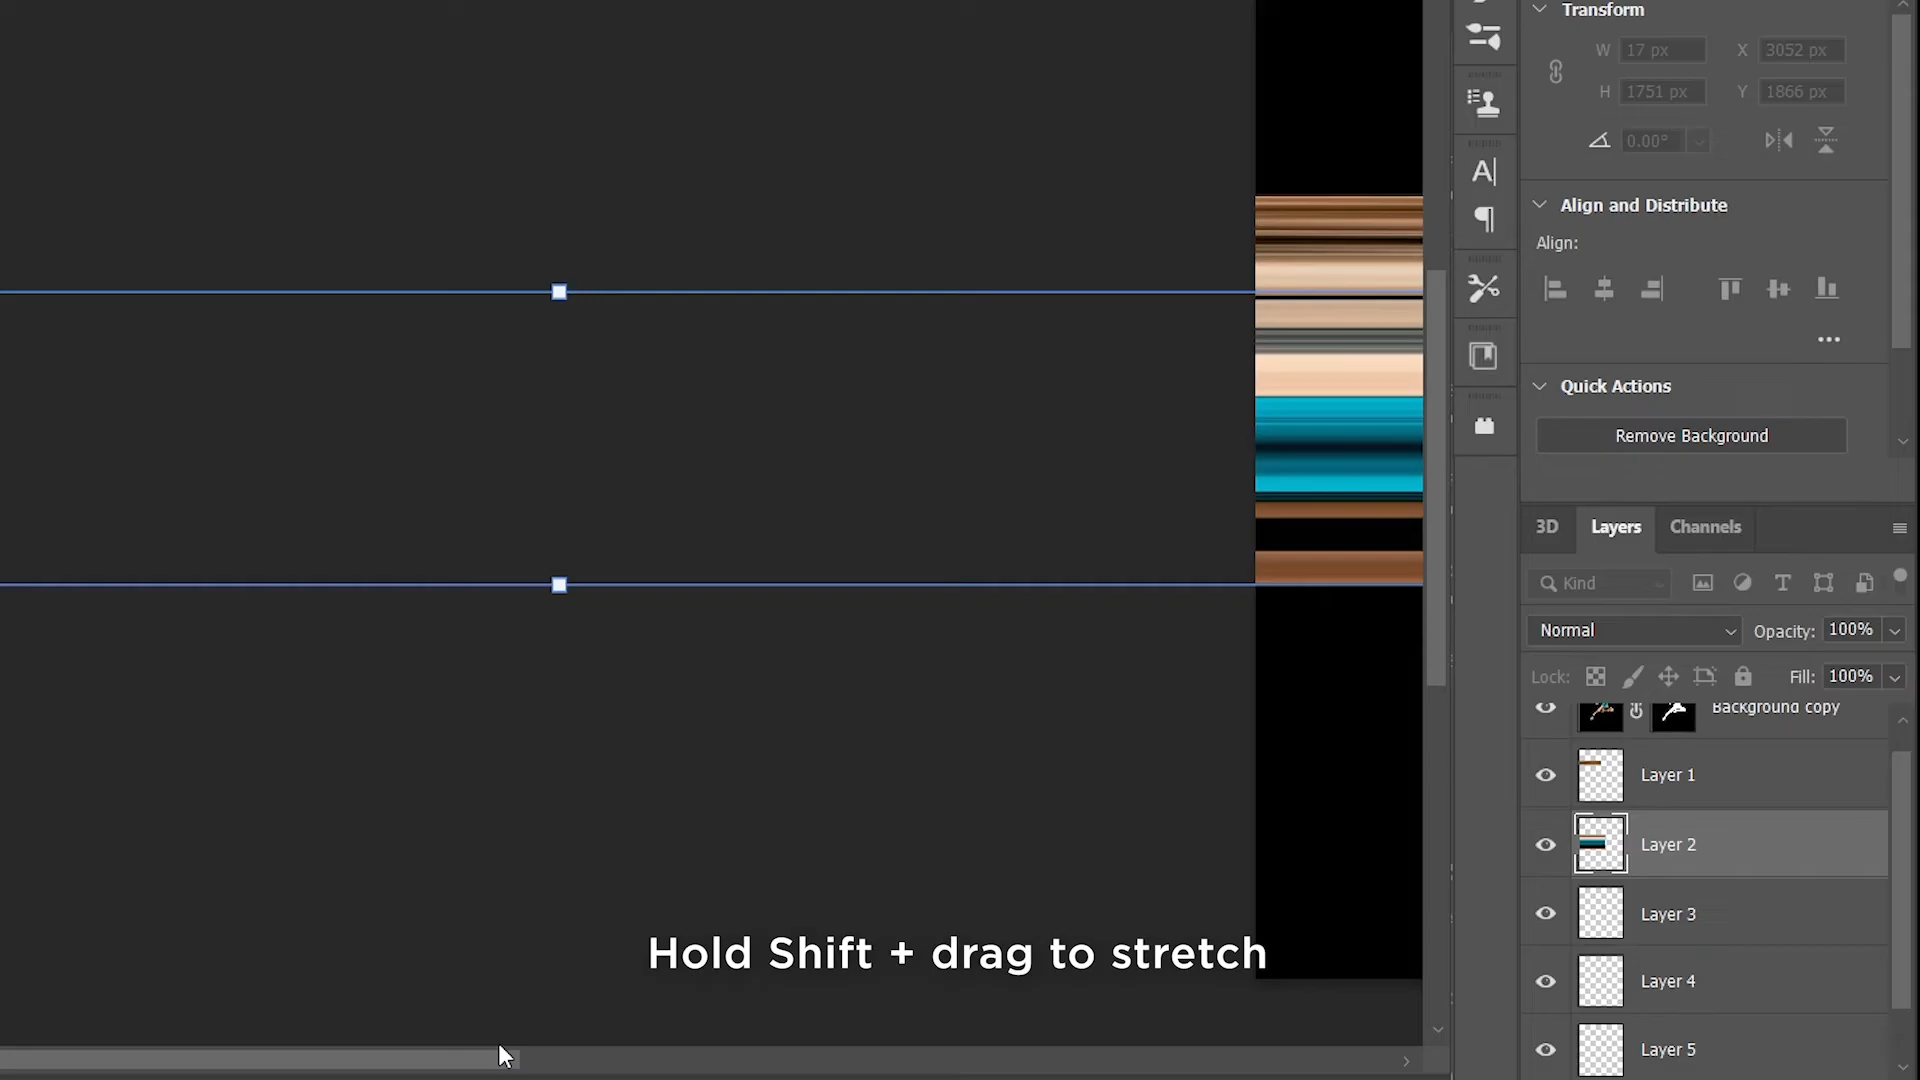 Transform
W 17 px X 3052 px
H 1751 px Y 1866 px
0.00°
Align and Distribute
Align:
Quick Actions
Remove Background
3D Layers Channels
Kind
Normal Opacity: 100%
Lock: Fill: 100%
Background copy
Layer 1
Layer 2
Layer 3
Layer 4
Layer 5
Hold Shift + drag to stretch